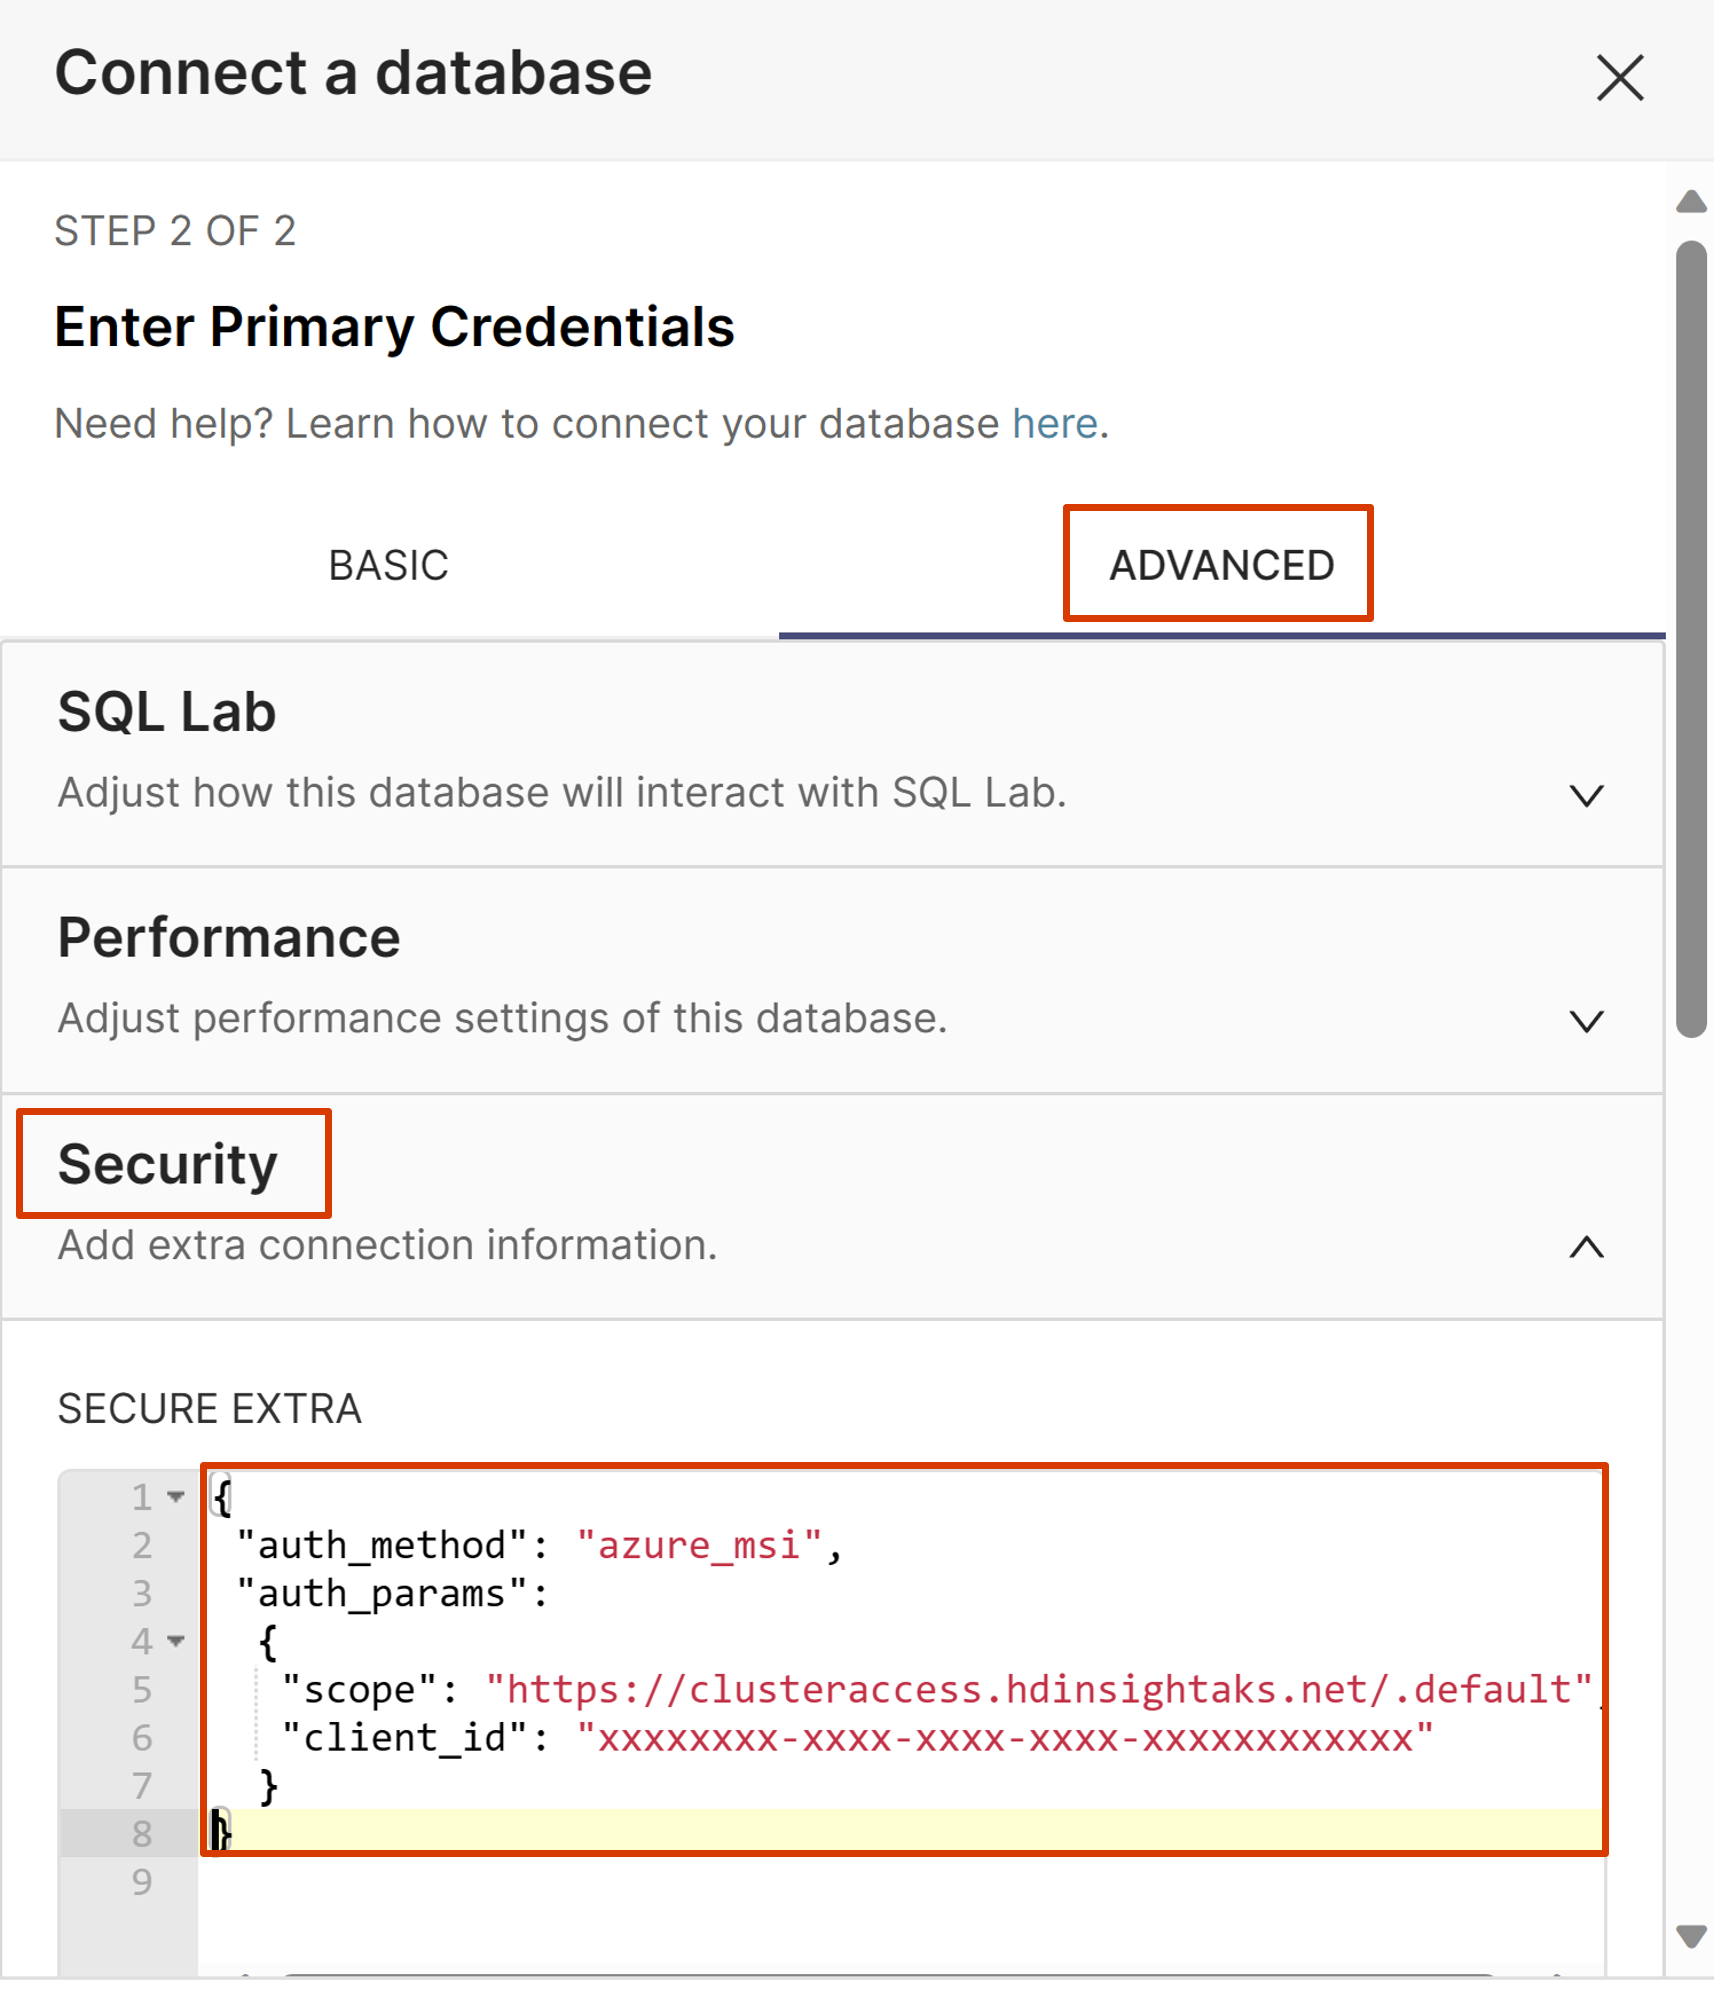 Connect a database
STEP 2 OF 2
Enter Primary Credentials
Need help? Learn how to connect your database here.
BASIC
ADVANCED
SQL Lab
Adjust how this database will interact with SQL Lab.
Performance
Adjust performance settings of this database.
Security
Add extra connection information.
SECURE EXTRA
1 {
2 "auth_method": "azure_msi",
3 "auth_params":
4 {
5 "scope": "https://clusteraccess.hdinsightaks.net/.default",
6 "client_id": "xxxxxxxx-xxxx-xxxx-xxxx-xxxxxxxxxxxx"
7 }
8 }
9